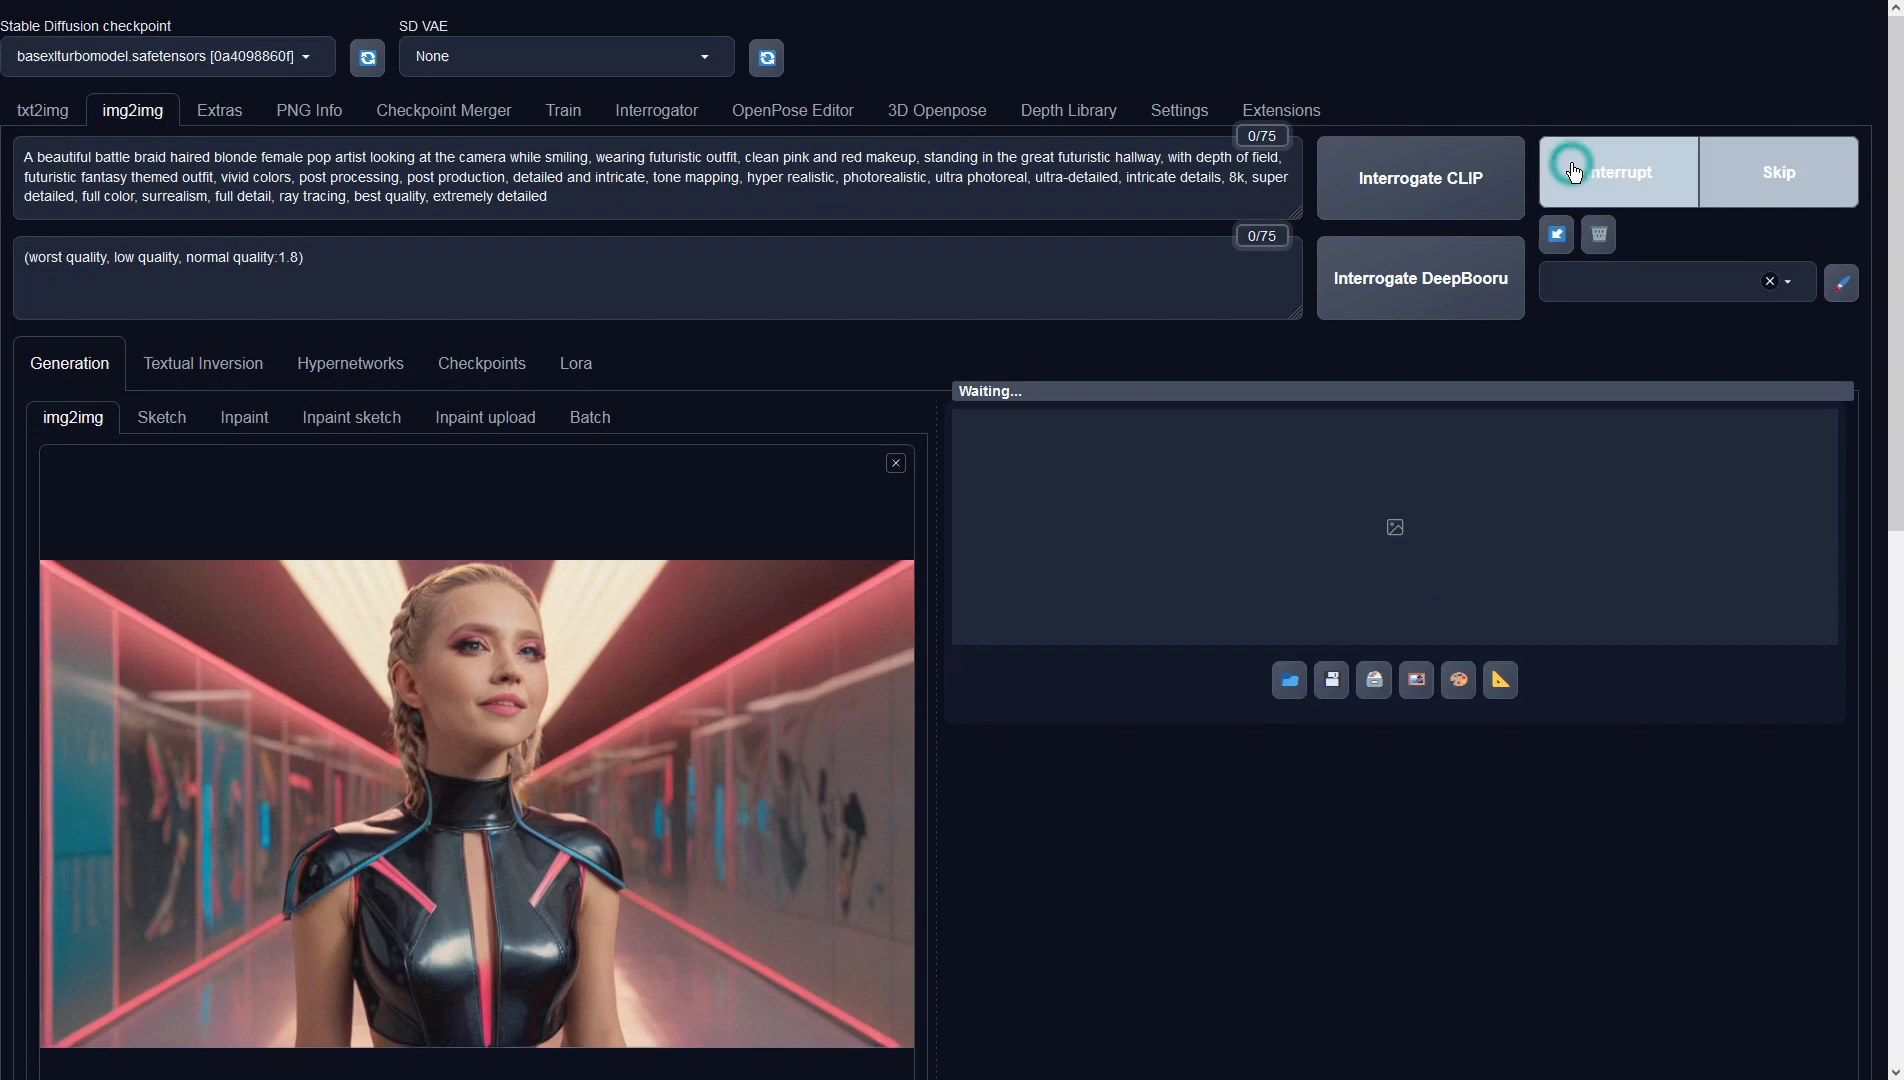 Stable Diffusion checkpoint
SD VAE
basexlturbomodel.safetensors [0a4098860f]
None
txt2img
img2img
Extras
PNG Info
Checkpoint Merger
Train
Interrogator
OpenPose Editor
3D Openpose
Depth Library
Settings
Extensions
0/75
A beautiful battle braid haired blonde female pop artist looking at the camera while smiling, wearing futuristic outfit, clean pink and red makeup, standing in the great futuristic hallway, with depth of field,
futuristic fantasy themed outfit, vivid colors, post processing, post production, detailed and intricate, tone mapping, hyper realistic, photorealistic, ultra photoreal, ultra-detailed, intricate details, 8k, super
detailed, full color, surrealism, full detail, ray tracing, best quality, extremely detailed
Interrogate CLIP
nterrupt
Skip
0/75
(worst quality, low quality, normal quality:1.8)
Interrogate DeepBooru
Generation
Textual Inversion
Hypernetworks
Checkpoints
Lora
Waiting...
img2img
Sketch
Inpaint
Inpaint sketch
Inpaint upload
Batch